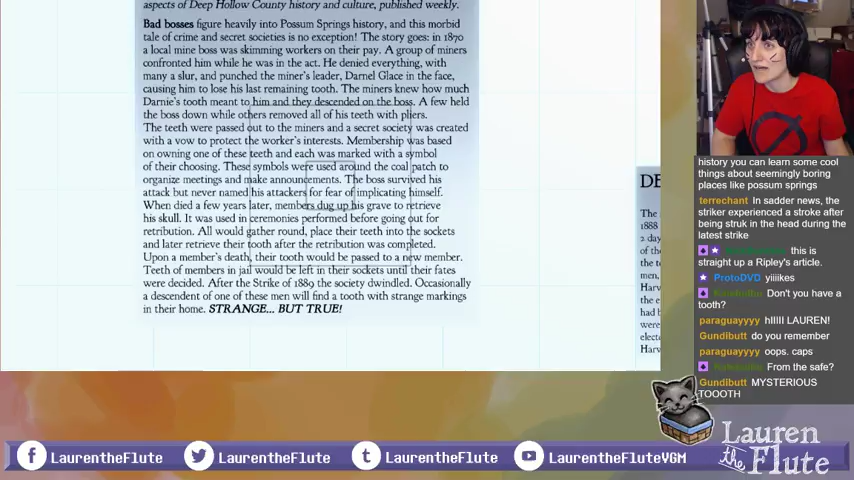 aspects of Deep Hollow County history and culture, published weekly.
Bad bosses figure heavily into Possum Springs history, and this morbid
tale of crime and secret societies is no exception! The story goes: in 1870
a local mine boss was skimming workers on their pay. A group of miners
confronted him while he was in the act. He denied everything, with
many a slur, and punched the miner's leader, Darnel Glace in the face,
causing him to lose his last remaining tooth. The miners knew how much
Darnie's tooth meant to him and they descended on the boss. A few held
the boss down while others removed all of his teeth with pliers.
The teeth were passed out to the miners and a secret society was created
with a vow to protect the worker's interests. Membership was based
on owning one of these teeth and each was marked with a symbol
of their choosing. These symbols were used around the coal patch to
organize meetings and make announcements. The boss survived his
attack but never named his attackers for fear of implicating himself.
When died a few years later, members dug up his grave to retrieve
his skull. It was used in ceremonies performed before going out for
retribution. All would gather round, place their teeth into the sockets
and later retrieve their tooth after the retribution was completed.
Upon a member's death, their tooth would be passed to a new member.
Teeth of members in jail would be left in their sockets until their fates
were decided. After the Strike of 1889 the society dwindled. Occasionally
a descendent of one of these men will find a tooth with strange markings
in their home. STRANGE... BUT TRUE!
DE
The
1888
2 day
of the
the to
men,
Harv
the e
had b
were
elect
Harv
history you can learn some cool
things about seemingly boring
places like possum springs
terrechant In sadder news, the
striker experienced a stroke after
being struck in the head during the
latest strike
this is
straight up a Ripley's article.
ProtoDVD yiiiikes
Don't you have a
tooth?
paraguayyyy hIIIII LAUREN!
Gundibutt do you remember
paraguayyyy oops. caps
From the safe?
Gundibutt MYSTERIOUS
TOOOTH
Lauren
the Flute
LaurentheFlute
LaurentheFlute
LaurentheFlute
LaurentheFluteVGM